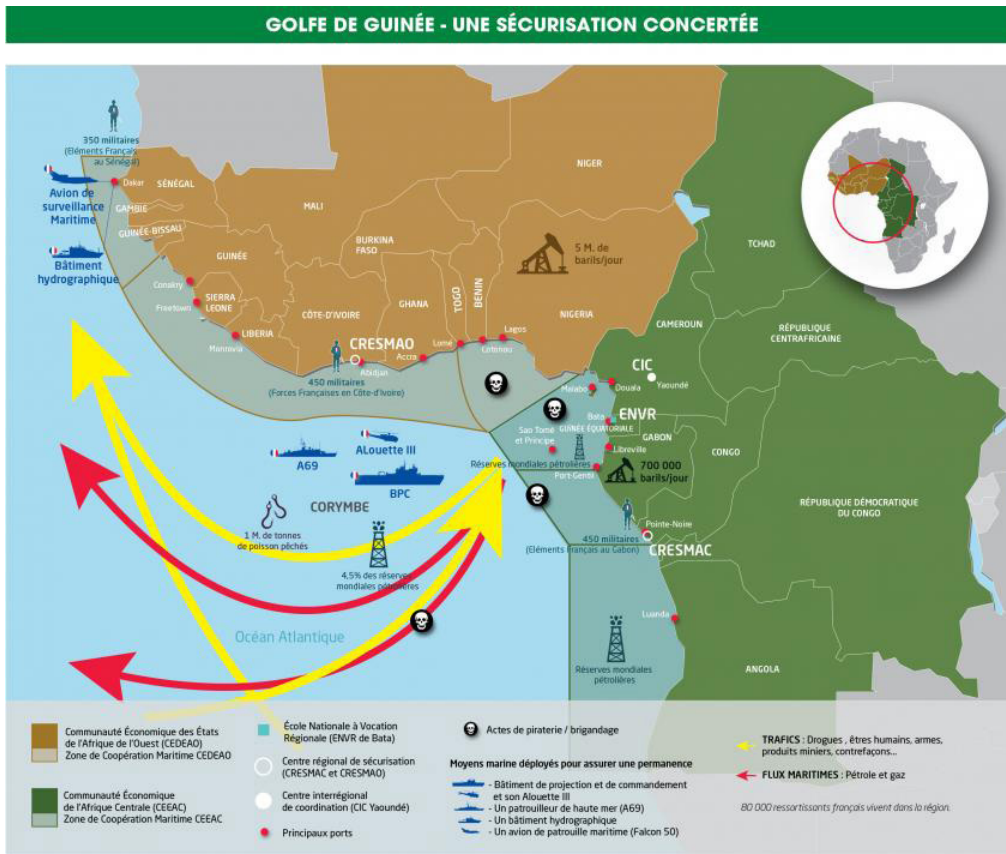 GOLFE DE GUINÉE - UNE SÉCURISATION CONCERTÉE
350 militaires
(Eléments Français
au Sénégal)
Dakar
SÉNÉGAL
Avion de
surveillance
Maritime
GAMBIE
GUINÉE-BISSAU
Bâtiment
hydrographique
MALI
NIGER
TCHAD
GUINÉE
BURKINA
FASO
5 M. de
barils/jour
Conakry
Freetown
SIERRA
LEONE
CÔTE-D'IVOIRE
GHANA
TOGO
BENIN
NIGERIA
CAMEROUN
RÉPUBLIQUE
CENTRAFRICAINE
LIBERIA
Monrovia
CRESMAO
Abidjan
Accra
Lomé
Cotonou
Lagos
450 militaires
(Forces Françaises en Côte-d'Ivoire)
CIC
Yaoundé
Malabo
Douala
Bata
ENVR
GUINÉE ÉQUATORIALE
Sao Tomé
et Principe
GABON
Libreville
CONGO
Réserves mondiales pétrolières
Port-Gentil
700 000
barils/jour
RÉPUBLIQUE DÉMOCRATIQUE
DU CONGO
ALouette III
A69
BPC
CORYMBE
1 M. de tonnes
de poisson pêchés
4,5% des réserves
mondiales pétrolières
Pointe-Noire
450 militaires
(Eléments Français au Gabon)
CRESMAC
Luanda
Océan Atlantique
Réserves mondiales
pétrolières
ANGOLA
Communauté Économique des États
de l'Afrique de l'Ouest (CEDEAO)
Zone de Coopération Maritime CEDEAO
Communauté Économique
de l'Afrique Centrale (CEEAC)
Zone de Coopération Maritime CEEAC
École Nationale à Vocation
Régionale (ENVR de Bata)
Centre régional de sécurisation
(CRESMAC et CRESMAO)
Centre interrégional
de coordination (CIC Yaoundé)
Principaux ports
Actes de piraterie / brigandage
Moyens marine déployés pour assurer une permanence
- Bâtiment de projection et de commandement
et son Alouette III
- Un patrouilleur de haute mer (A69)
- Un bâtiment hydrographique
- Un avion de patrouille maritime (Falcon 50)
TRAFICS : Drogues , êtres humains, armes,
produits miniers, contrefaçons...
FLUX MARITIMES : Pétrole et gaz
80 000 ressortissants français vivent dans la région.